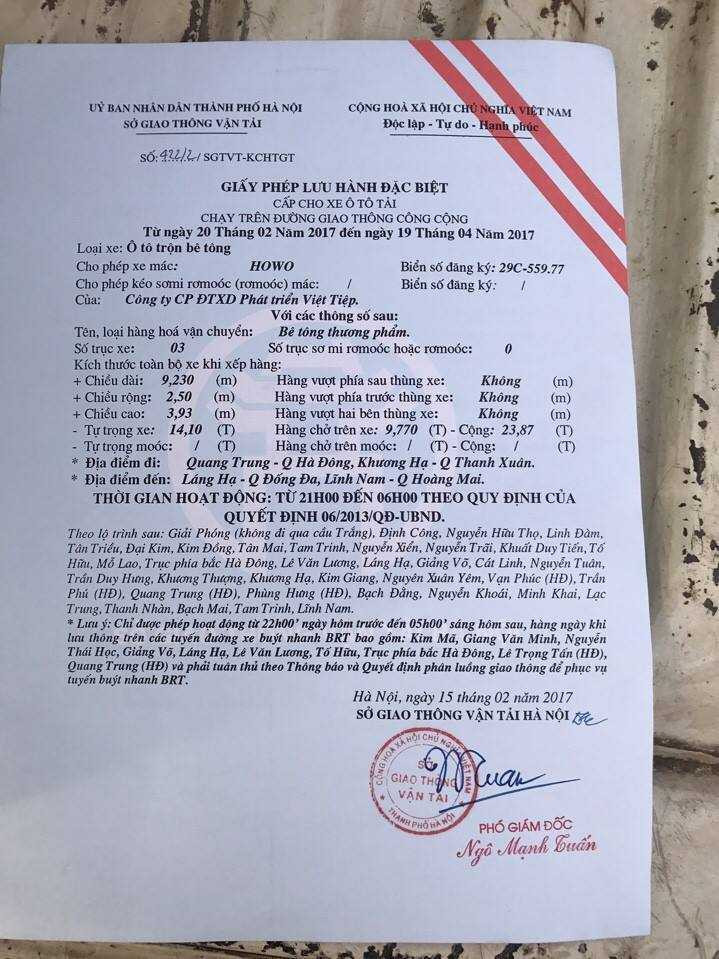 UỶ BAN NHÂN DÂN THÀNH PHỐ HÀ NỘI
SỞ GIAO THÔNG VẬN TẢI
CỘNG HOÀ XÃ HỘI CHỦ NGHĨA VIỆT NAM
Độc lập - Tự do - Hạnh phúc
SỐ: / SGTVT-KCHTGT
GIẤY PHÉP LƯU HÀNH ĐẶC BIỆT
CẤP CHO XE Ô TÔ TẢI
CHẠY TRÊN ĐƯỜNG GIAO THÔNG CÔNG CỘNG
Từ ngày 20 Tháng 02 Năm 2017 đến ngày 19 Tháng 04 Năm 2017
Loại xe: Ô tô trộn bê tông
Cho phép xe mác: HOWO Biển số đăng ký: 29C-559.77
Cho phép kéo sơmi rơmoóc (rơmoóc) mác: / Biển số đăng ký: /
Của: Công ty CP ĐTXD Phát triển Việt Tiệp.
Với các thông số sau:
Tên, loại hàng hoá vận chuyển: Bê tông thương phẩm.
Số trục xe: 03 Số trục sơ mi rơmoóc hoặc rơmoóc: 0
Kích thước toàn bộ xe khi xếp hàng:
+ Chiều dài: 9,230 (m) Hàng vượt phía sau thùng xe: Không (m)
+ Chiều rộng: 2,50 (m) Hàng vượt phía trước thùng xe: Không (m)
+ Chiều cao: 3,93 (m) Hàng vượt hai bên thùng xe: Không (m)
- Tự trọng xe: 14,10 (T) Hàng chở trên xe: 9,770 (T) - Cộng: 23,87 (T)
- Tự trọng moóc: / (T) Hàng chở trên moóc: / (T) - Cộng: / (T)
* Địa điểm đi: Quang Trung - Q Hà Đông, Khương Hạ - Q Thanh Xuân.
* Địa điểm đến: Láng Hạ - Q Đống Đa, Lĩnh Nam - Q Hoàng Mai.
THỜI GIAN HOẠT ĐỘNG: TỪ 21H00 ĐẾN 06H00 THEO QUY ĐỊNH CỦA
QUYẾT ĐỊNH 06/2013/QĐ-UBND.
Theo lộ trình sau: Giải Phóng (không đi qua cầu Trắng), Định Công, Nguyễn Hữu Thọ, Linh Đàm,
Tân Triều, Đại Kim, Kim Đồng, Tân Mai, Tam Trinh, Nguyễn Xiển, Nguyễn Trãi, Khuất Duy Tiến, Tố
Hữu, Mỗ Lao, Trục phía bắc Hà Đông, Lê Văn Lương, Láng Hạ, Giảng Võ, Cát Linh, Nguyễn Tuân,
Trần Duy Hưng, Khương Thượng, Khương Hạ, Kim Giang, Nguyên Xuân Yêm, Vạn Phúc (HĐ), Trần
Phú (HĐ), Quang Trung (HĐ), Phùng Hưng (HĐ), Bạch Đằng, Nguyễn Khoái, Minh Khai, Lạc
Trung, Thanh Nhàn, Bạch Mai, Tam Trinh, Lĩnh Nam.
* Lưu ý: Chỉ được phép hoạt động từ 22h00' ngày hôm trước đến 05h00' sáng hôm sau, hàng ngày khi
lưu thông trên các tuyến đường xe buýt nhanh BRT bao gồm: Kim Mã, Giang Văn Minh, Nguyễn
Thái Học, Giảng Võ, Láng Hạ, Lê Văn Lương, Tố Hữu, Trục phía bắc Hà Đông, Lê Trọng Tấn (HĐ),
Quang Trung (HĐ) và phải tuân thủ theo Thông báo và Quyết định phân luồng giao thông để phục vụ
tuyến buýt nhanh BRT.
Hà Nội, ngày 15 tháng 02 năm 2017
SỞ GIAO THÔNG VẬN TẢI HÀ NỘI
CỘNG HOÀ XÃ HỘI CHỦ NGHĨA VIỆT NAM
SỞ
GIAO THÔNG
VẬN TẢI
THÀNH PHỐ HÀ NỘI
PHÓ GIÁM ĐỐC
Ngô Mạnh Tuấn